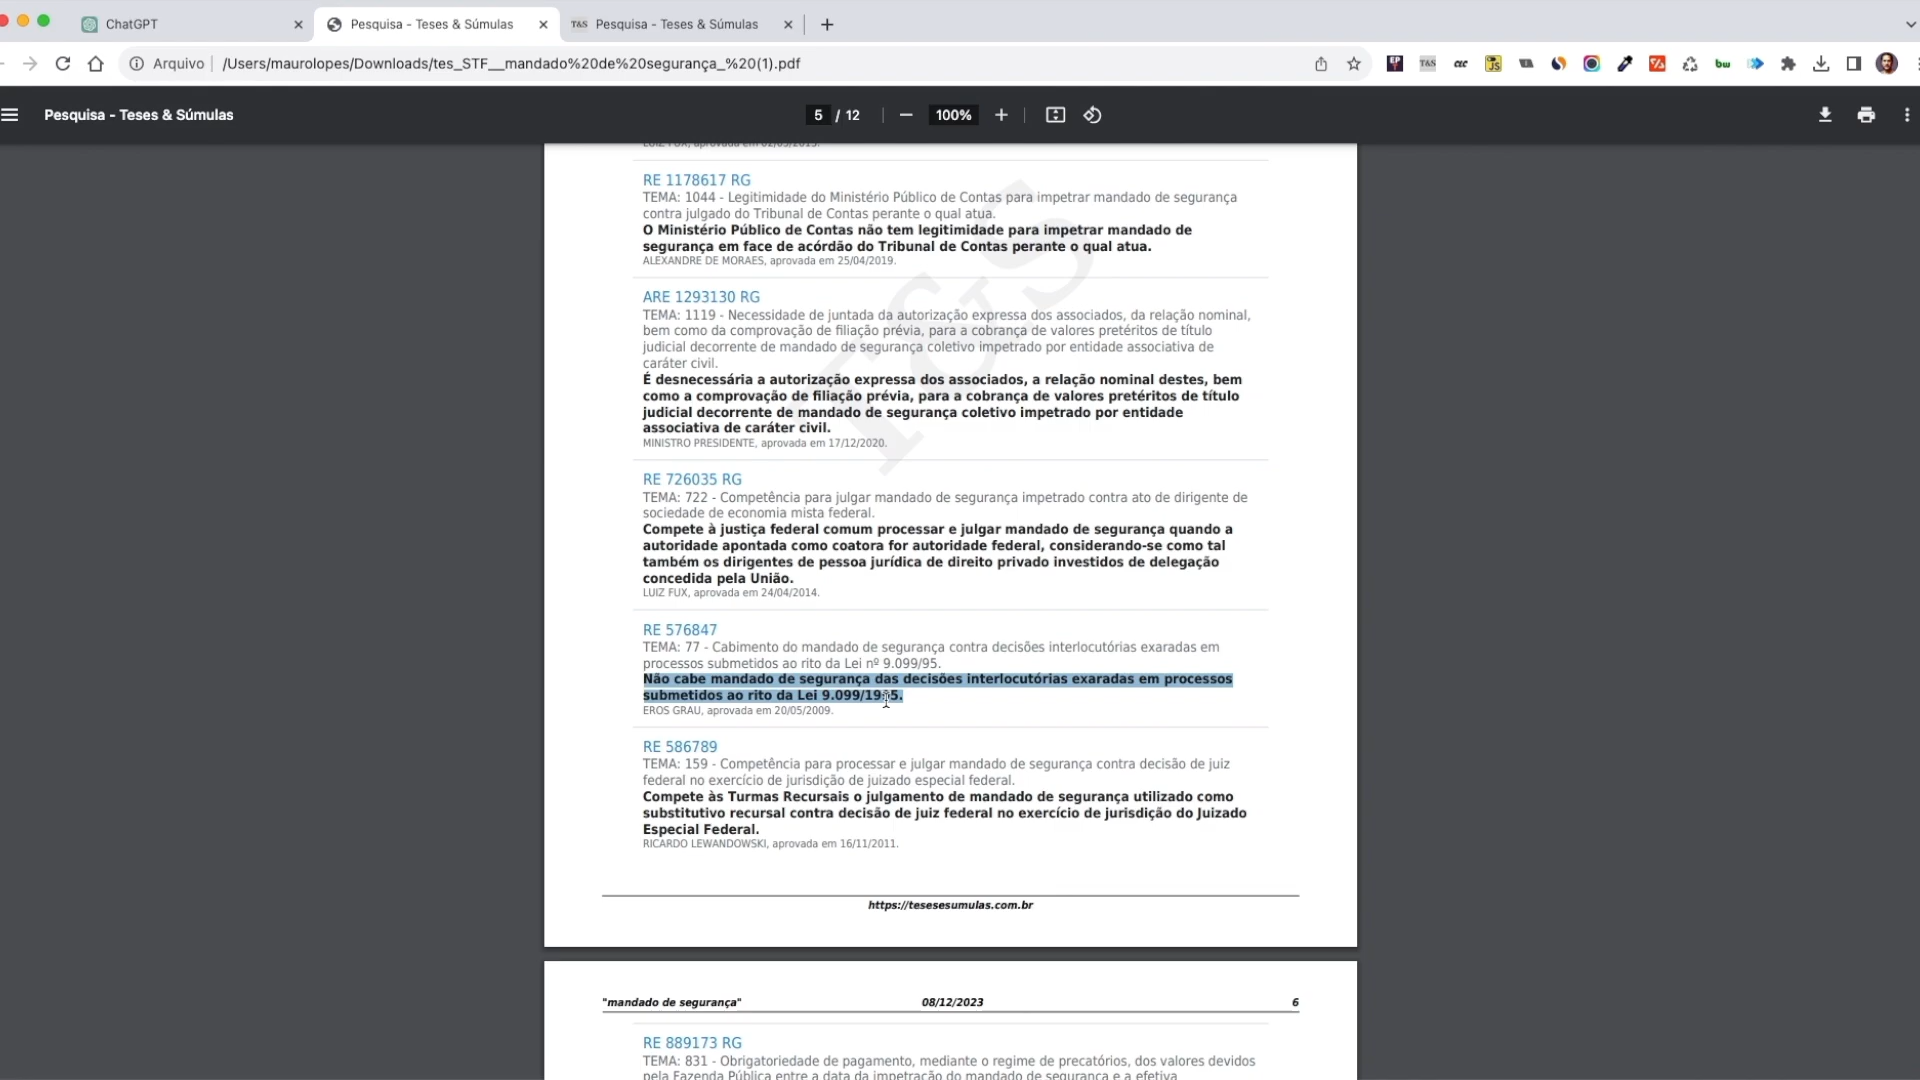 ChatGPT
Pesquisa - Teses & Súmulas
T&S Pesquisa - Teses & Súmulas
Arquivo /Users/maurolopes/Downloads/tes_STF__mandado%20de%20segurança_%20(1).pdf
Pesquisa - Teses & Súmulas
5 / 12
100%
LUIZ FUX, aprovada em 02/05/2013.
RE 1178617 RG
TEMA: 1044 - Legitimidade do Ministério Público de Contas para impetrar mandado de segurança
contra julgado do Tribunal de Contas perante o qual atua.
O Ministério Público de Contas não tem legitimidade para impetrar mandado de
segurança em face de acórdão do Tribunal de Contas perante o qual atua.
ALEXANDRE DE MORAES, aprovada em 25/04/2019.
T&S
ARE 1293130 RG
TEMA: 1119 - Necessidade de juntada da autorização expressa dos associados, da relação nominal,
bem como da comprovação de filiação prévia, para a cobrança de valores pretéritos de título
judicial decorrente de mandado de segurança coletivo impetrado por entidade associativa de
caráter civil.
É desnecessária a autorização expressa dos associados, a relação nominal destes, bem
como a comprovação de filiação prévia, para a cobrança de valores pretéritos de título
judicial decorrente de mandado de segurança coletivo impetrado por entidade
associativa de caráter civil.
MINISTRO PRESIDENTE, aprovada em 17/12/2020.
RE 726035 RG
TEMA: 722 - Competência para julgar mandado de segurança impetrado contra ato de dirigente de
sociedade de economia mista federal.
Compete à justiça federal comum processar e julgar mandado de segurança quando a
autoridade apontada como coatora for autoridade federal, considerando-se como tal
também os dirigentes de pessoa jurídica de direito privado investidos de delegação
concedida pela União.
LUIZ FUX, aprovada em 24/04/2014.
RE 576847
TEMA: 77 - Cabimento do mandado de segurança contra decisões interlocutórias exaradas em
processos submetidos ao rito da Lei nº 9.099/95.
Não cabe mandado de segurança das decisões interlocutórias exaradas em processos
submetidos ao rito da Lei 9.099/1995.
EROS GRAU, aprovada em 20/05/2009.
RE 586789
TEMA: 159 - Competência para processar e julgar mandado de segurança contra decisão de juiz
federal no exercício de jurisdição de juizado especial federal.
Compete às Turmas Recursais o julgamento de mandado de segurança utilizado como
substitutivo recursal contra decisão de juiz federal no exercício de jurisdição do Juizado
Especial Federal.
RICARDO LEWANDOWSKI, aprovada em 16/11/2011.
https://tesesesumulas.com.br
"mandado de segurança" 08/12/2023 6
RE 889173 RG
TEMA: 831 - Obrigatoriedade de pagamento, mediante o regime de precatórios, dos valores devidos
pela Fazenda Pública entre a data da impetração do mandado de segurança e a efetiva